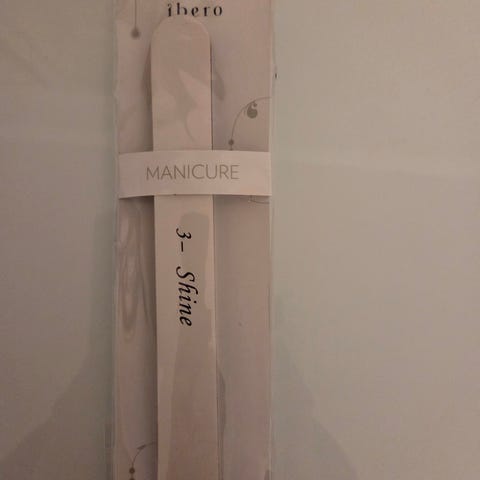 ibero
MANICURE
3- Shine